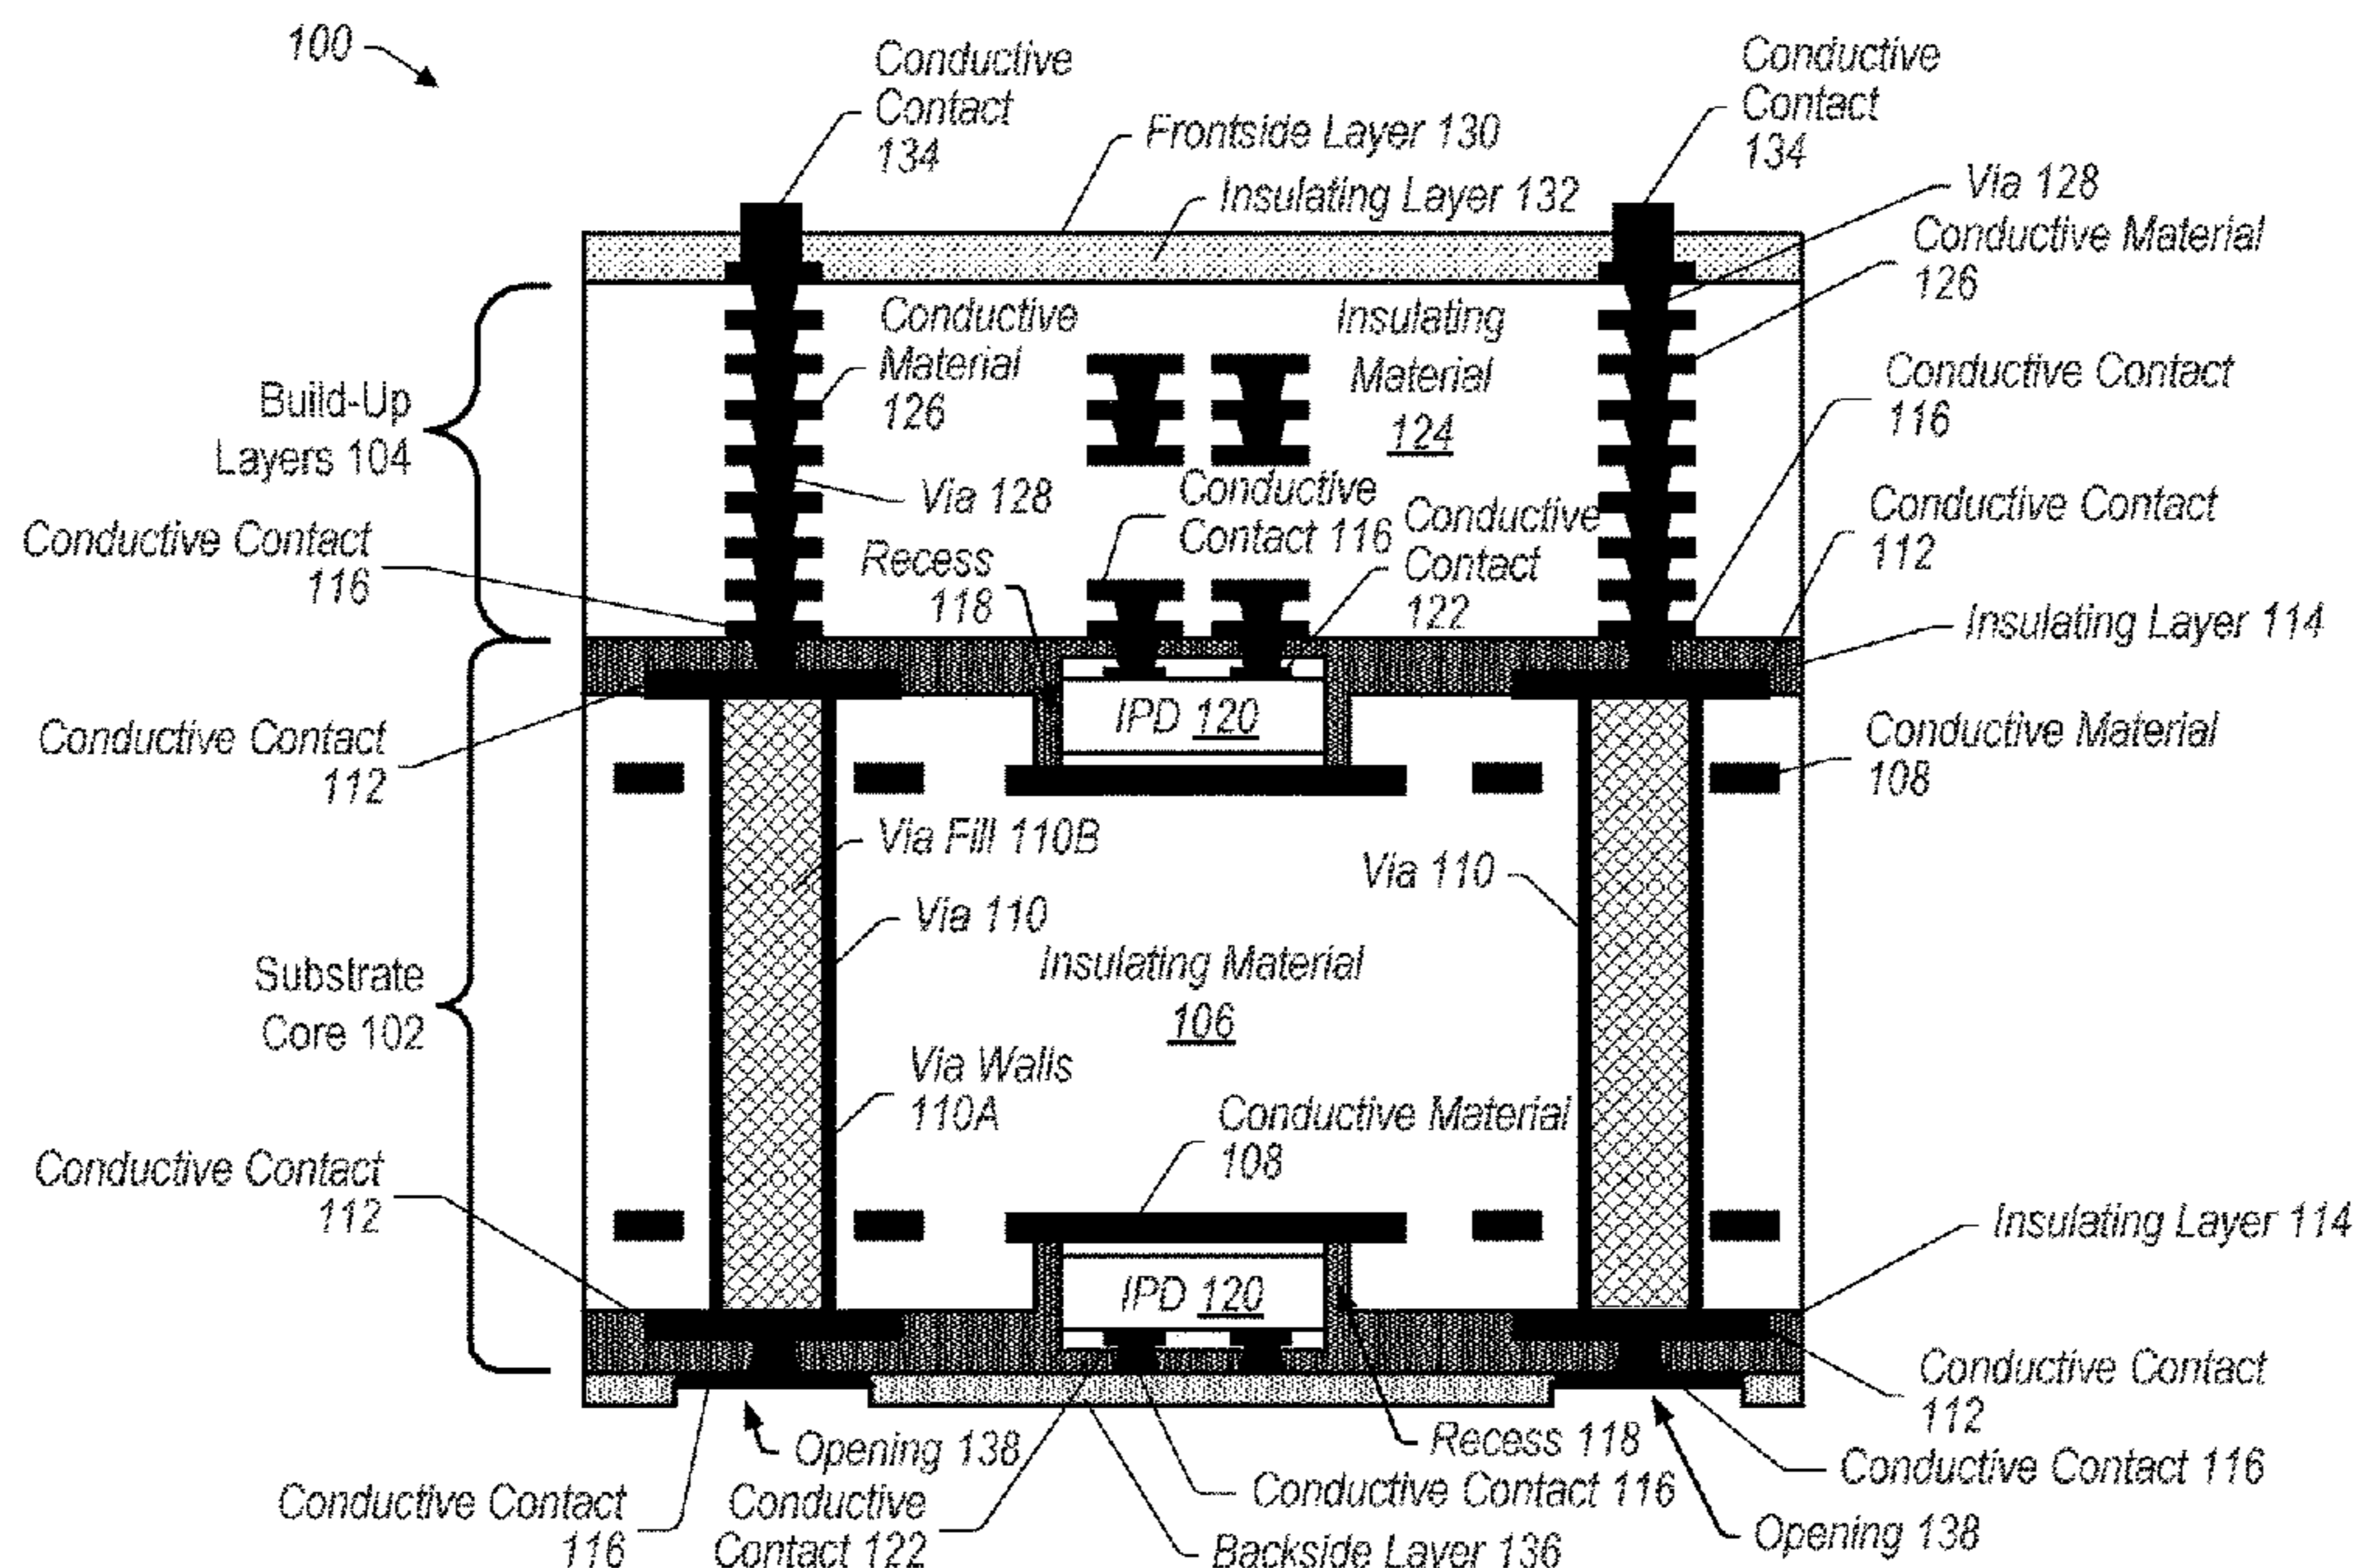 100
Conductive
Contact
134
Frontside Layer 130
Insulating Layer 132
Conductive
Contact
134
Via 128
Conductive Material
126
Conductive
Material
126
Insulating
Material
124
Conductive Contact
116
Build-Up
Layers 104
Via 128
Conductive
Contact 116
Conductive
Contact
122
Conductive Contact
112
Conductive Contact
116
Recess
118
Insulating Layer 114
IPD 120
Conductive Contact
112
Conductive Material
108
Via Fill 110B
Via 110
Via 110
Insulating Material
106
Substrate
Core 102
Via Walls
110A
Conductive Material
108
Conductive Contact
112
Insulating Layer 114
IPD 120
Conductive Contact
112
Opening 138
Recess 118
Conductive Contact 116
Conductive Contact
116
Conductive
Contact 122
Conductive Contact 116
Backside Layer 136
Opening 138